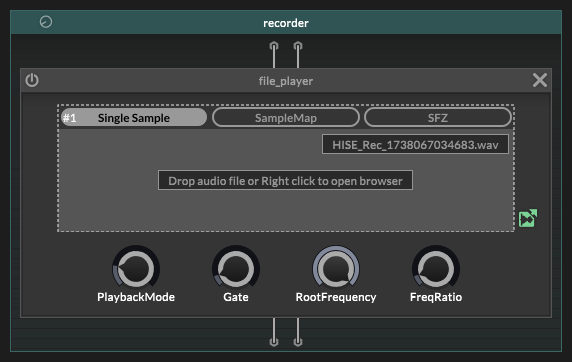 recorder
file_player
#1 Single Sample SampleMap SFZ
HISE_Rec_1738067034683.wav
Drop audio file or Right click to open browser
PlaybackMode Gate RootFrequency FreqRatio